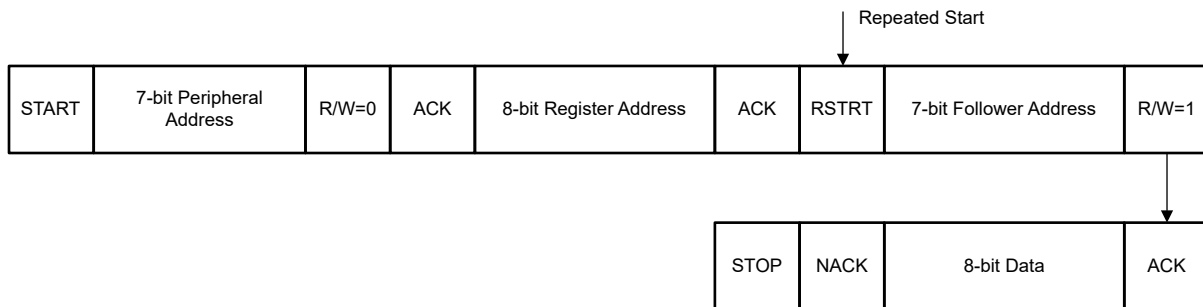 Repeated Start
START
7-bit Peripheral
Address
R/W=0
ACK
8-bit Register Address
ACK
RSTRT
7-bit Follower Address
R/W=1
STOP
NACK
8-bit Data
ACK